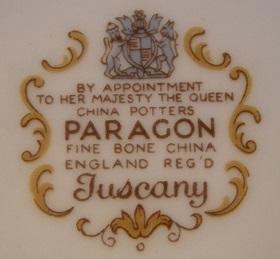 BY APPOINTMENT
TO HER MAJESTY THE QUEEN
CHINA POTTERS
PARAGON
FINE BONE CHINA
ENGLAND REG'D
Tuscany